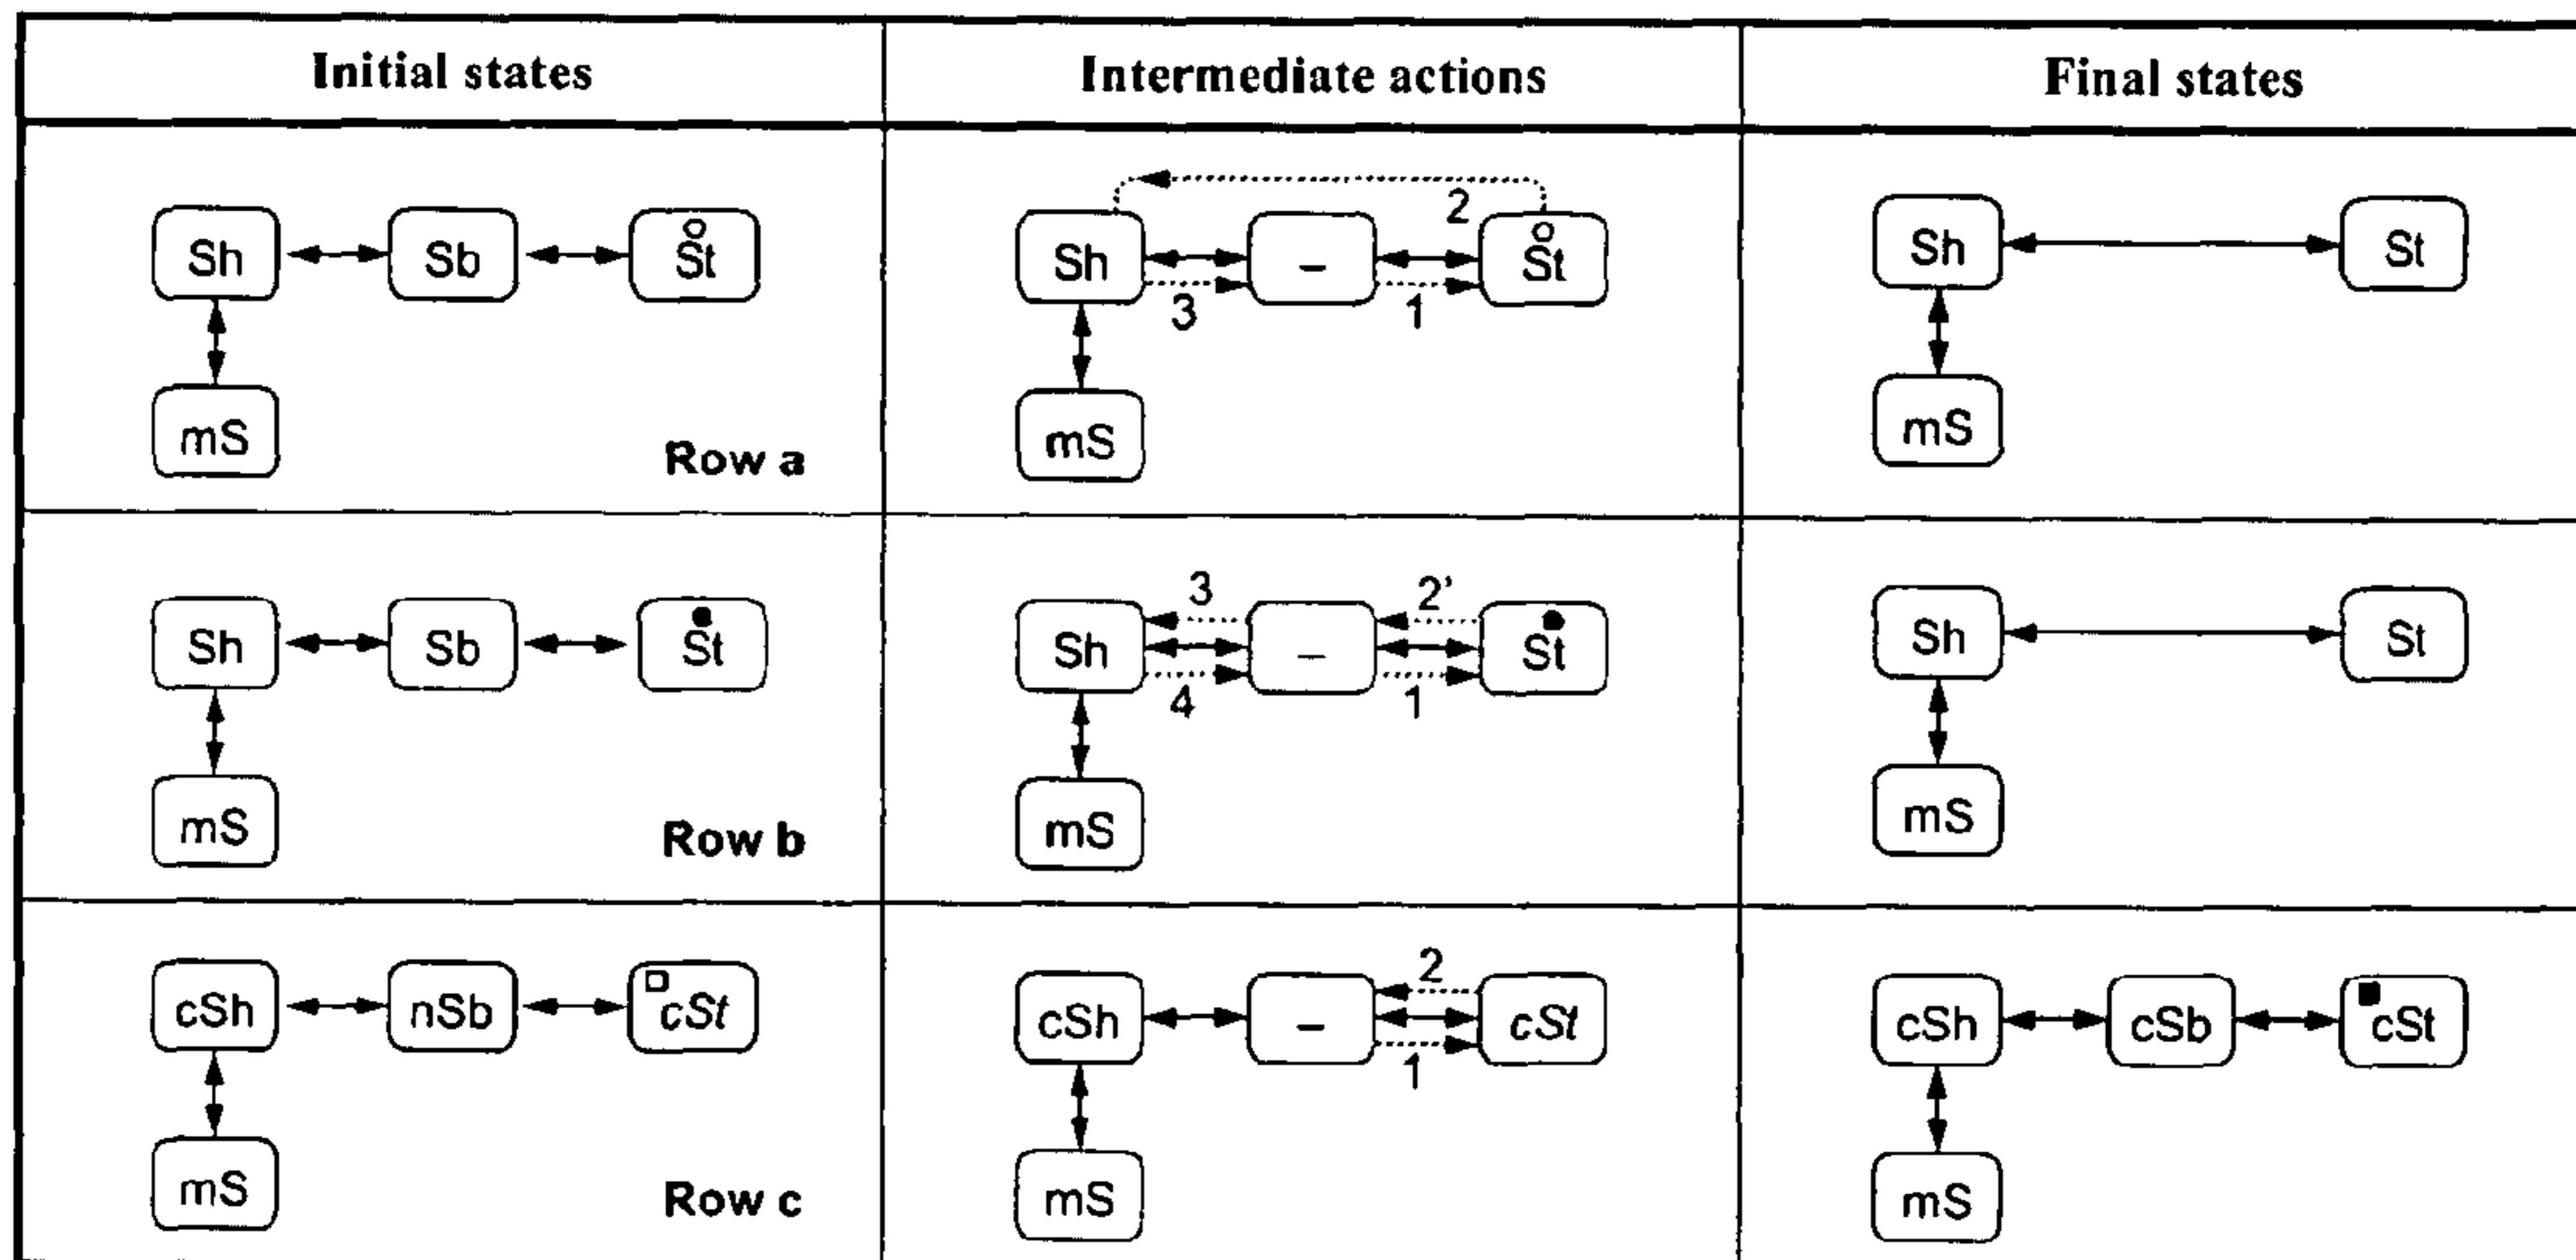 Initial states
Intermediate actions
Final states
Sh Sb St
mS
Row a
2
Sh – St
3 1
mS
Sh St
mS
Sh Sb St
mS
Row b
3 2'
Sh – St
4 1
mS
Sh St
mS
cSh nSb cSt
mS
Row c
2
cSh – cSt
1
mS
cSh cSb cSt
mS